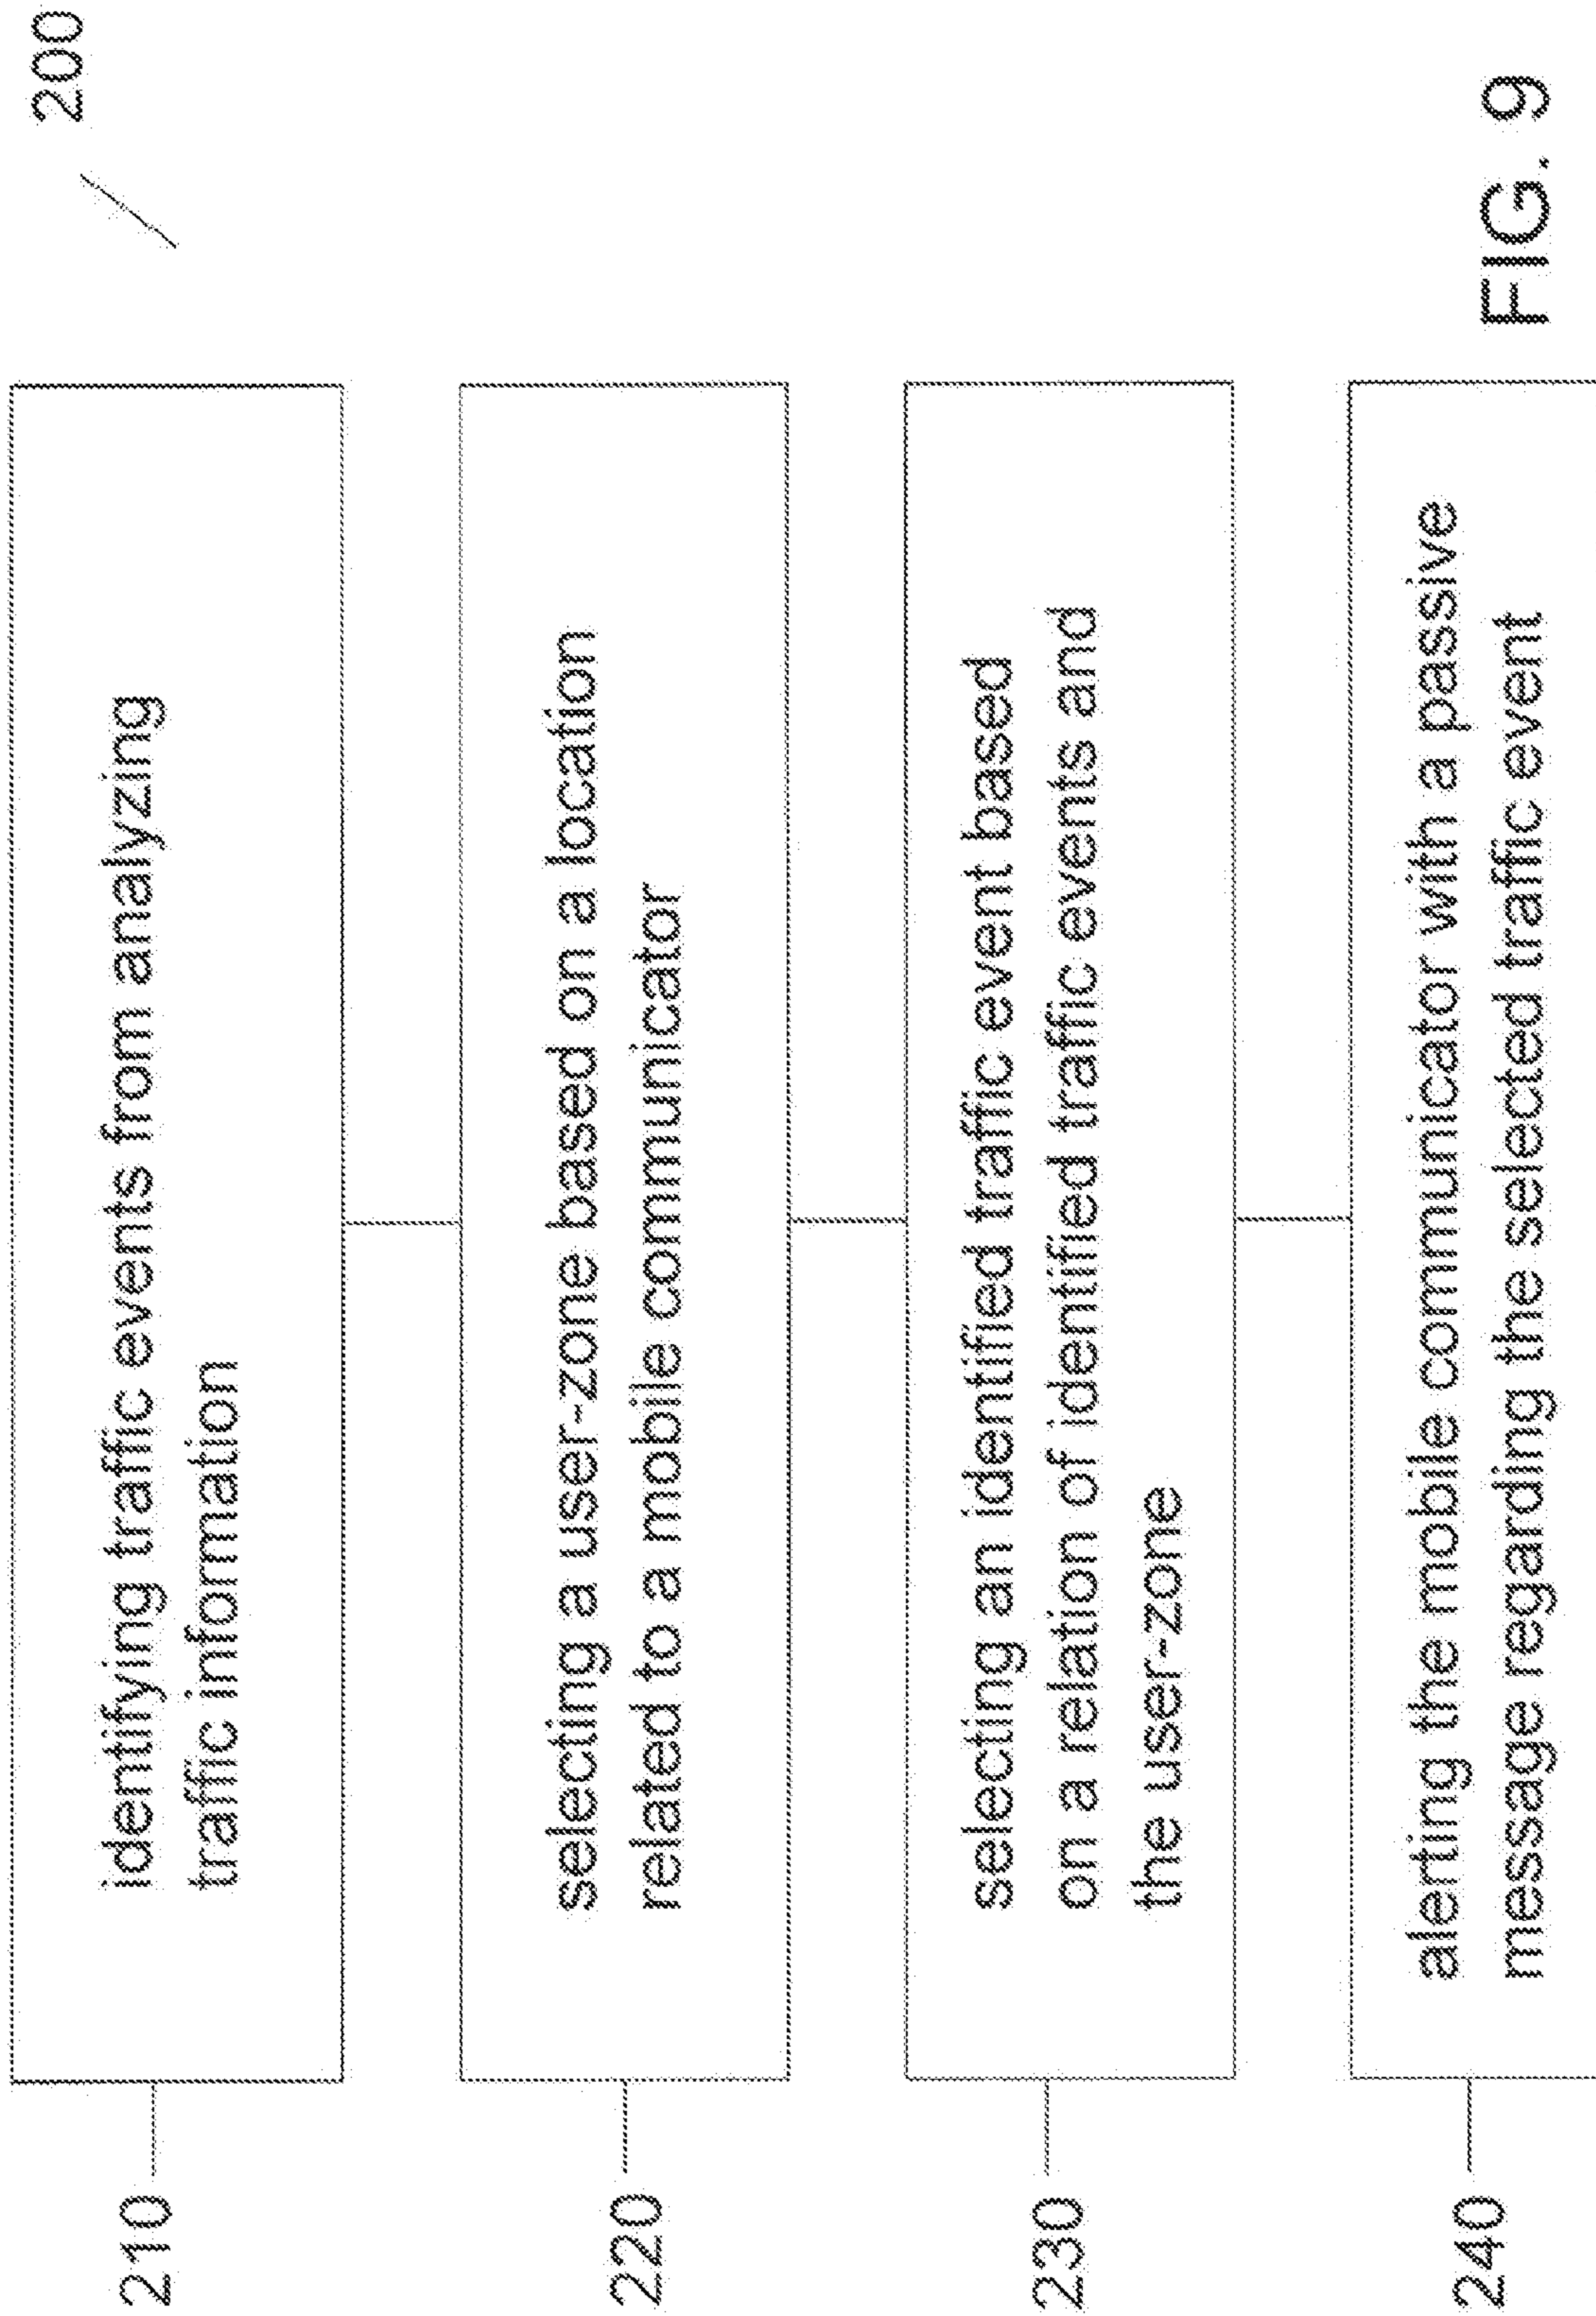 200
210
identifying traffic events from analyzing
traffic information
220
selecting a user-zone based on a location
related to a mobile communicator
230
selecting an identified traffic event based
on a relation of identified traffic events and
the user-zone
240
alerting the mobile communicator with a passive
message regarding the selected traffic event
FIG. 9